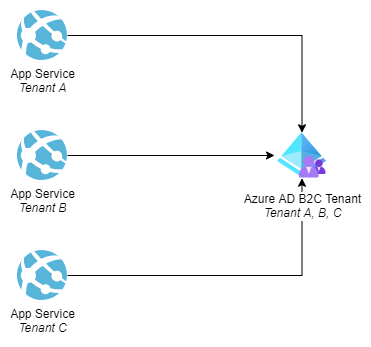 App Service
Tenant A
App Service
Tenant B
Azure AD B2C Tenant
Tenant A, B, C
App Service
Tenant C